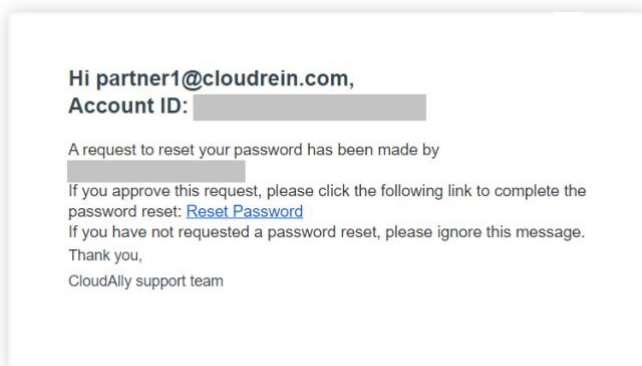 Hi partner1@cloudrein.com,
Account ID:
A request to reset your password has been made by
If you approve this request, please click the following link to complete the
password reset: Reset Password
If you have not requested a password reset, please ignore this message.
Thank you,
CloudAlly support team